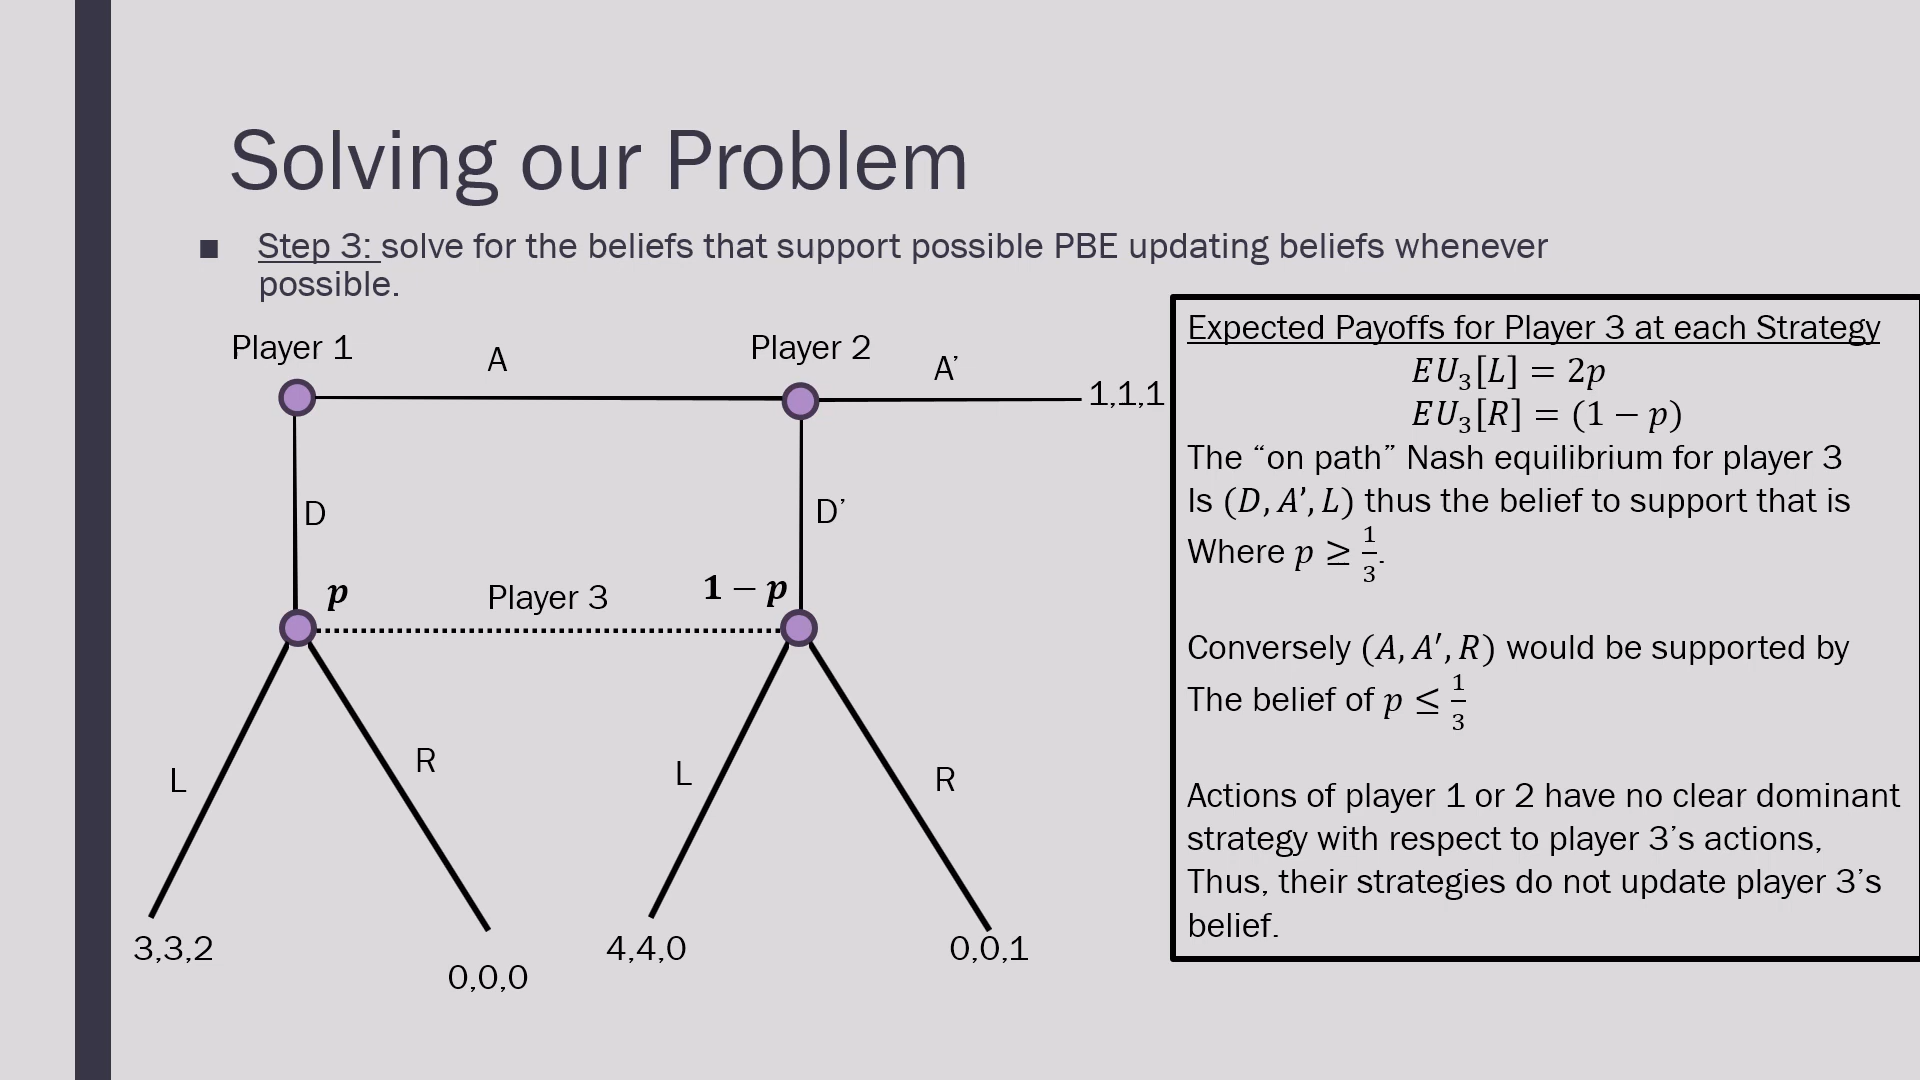 Solving our Problem
■ Step 3: solve for the beliefs that support possible PBE updating beliefs whenever
possible.
Player 1
A
Player 2
A’
1,1,1
D
D’
p
Player 3
1 − p
L
R
L
R
3,3,2
0,0,0
4,4,0
0,0,1
Expected Payoffs for Player 3 at each Strategy
EU₃[L] = 2p
EU₃[R] = (1 − p)
The “on path” Nash equilibrium for player 3
Is (D, A’, L) thus the belief to support that is
Where p ≥ 1/3.
Conversely (A, A′, R) would be supported by
The belief of p ≤ 1/3
Actions of player 1 or 2 have no clear dominant
strategy with respect to player 3’s actions,
Thus, their strategies do not update player 3’s
belief.